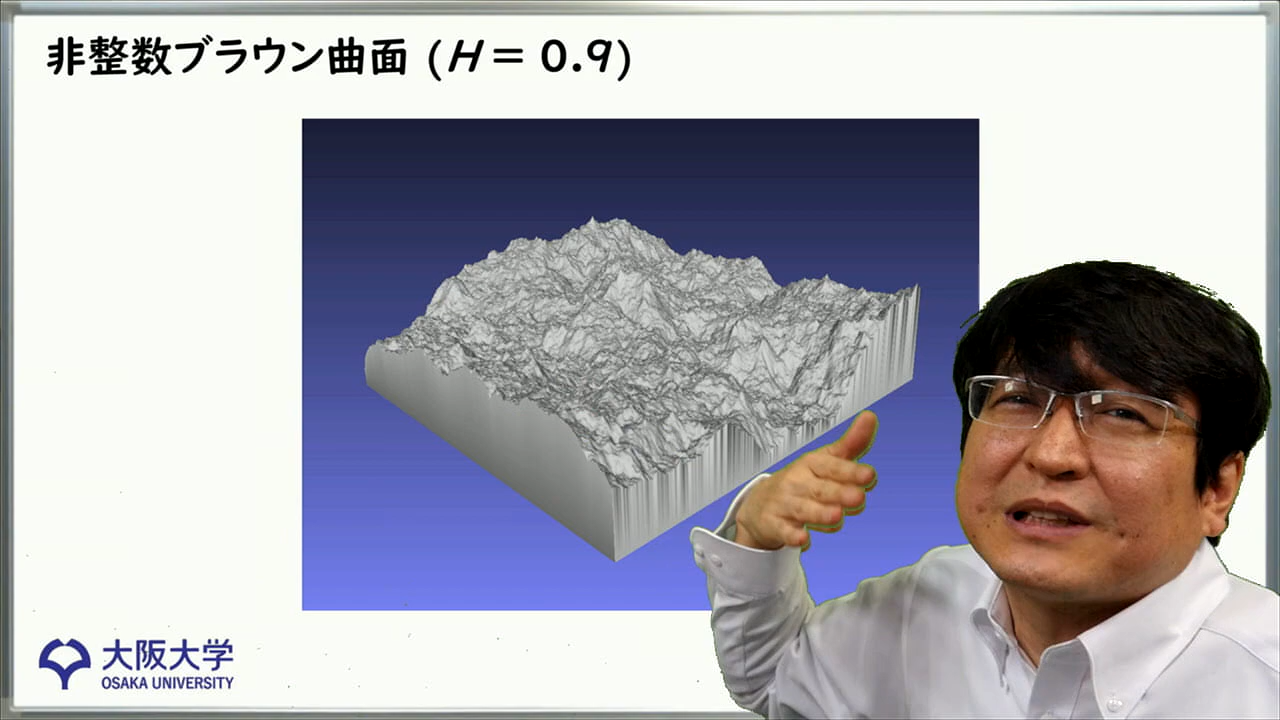 非整数ブラウン曲面 (H = 0.9)
大阪大学
OSAKA UNIVERSITY